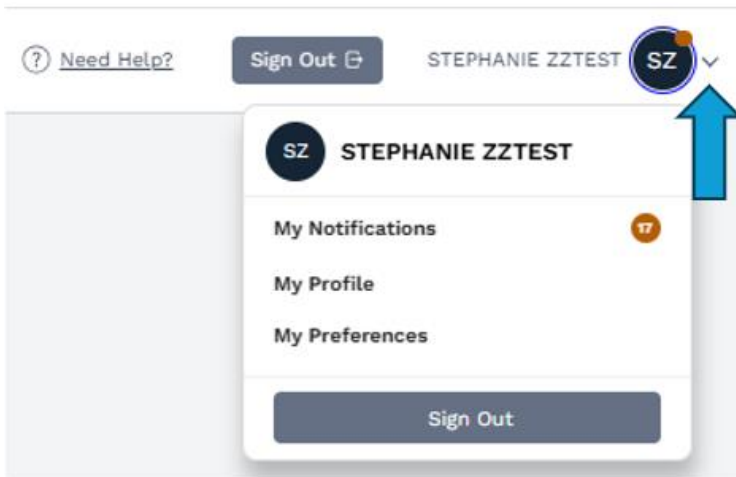 ? Need Help? Sign Out STEPHANIE ZZTEST SZ
SZ STEPHANIE ZZTEST
My Notifications 17
My Profile
My Preferences
Sign Out